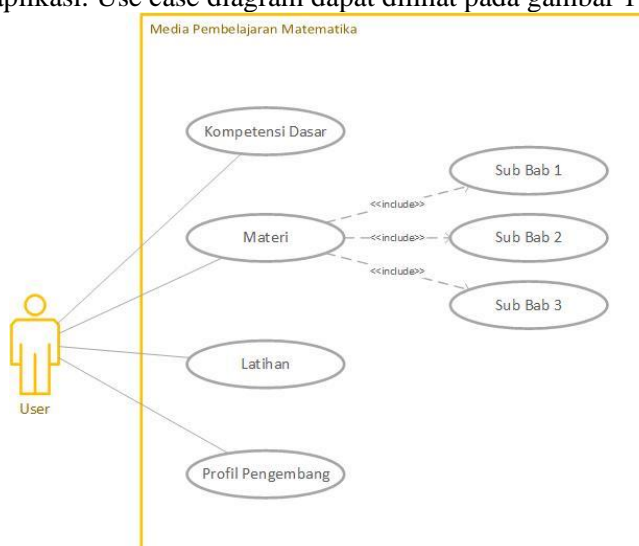 aplikasi. Use case diagram dapat dilihat pada gambar 1
Media Pembelajaran Matematika
Kompetensi Dasar
Sub Bab 1
<<include>>
Materi
<<include>>
Sub Bab 2
<<include>>
Sub Bab 3
Latihan
User
Profil Pengembang